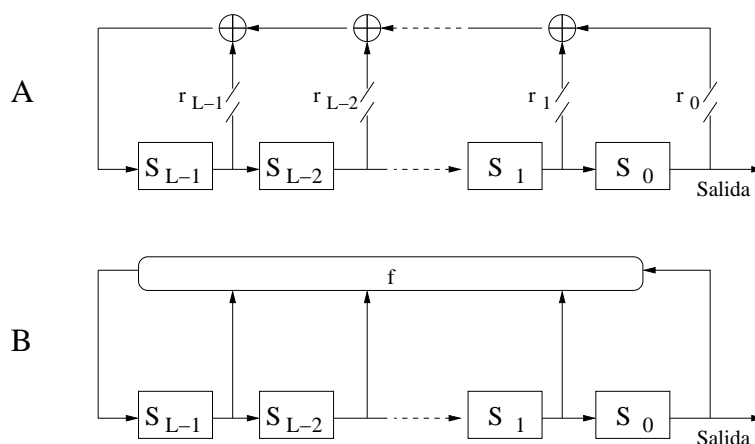 A
r L–1
r L–2
r 1
r 0
S L–1
S L–2
S 1
S 0
Salida
f
B
S L–1
S L–2
S 1
S 0
Salida